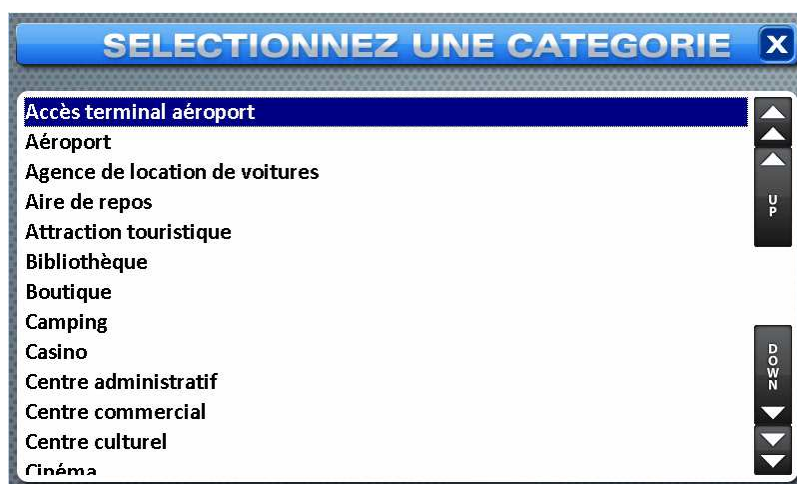 SELECTIONNEZ UNE CATEGORIE X
Accès terminal aéroport
Aéroport
Agence de location de voitures
Aire de repos
Attraction touristique
Bibliothèque
Boutique
Camping
Casino
Centre administratif
Centre commercial
Centre culturel
Cinéma
UP
DOWN